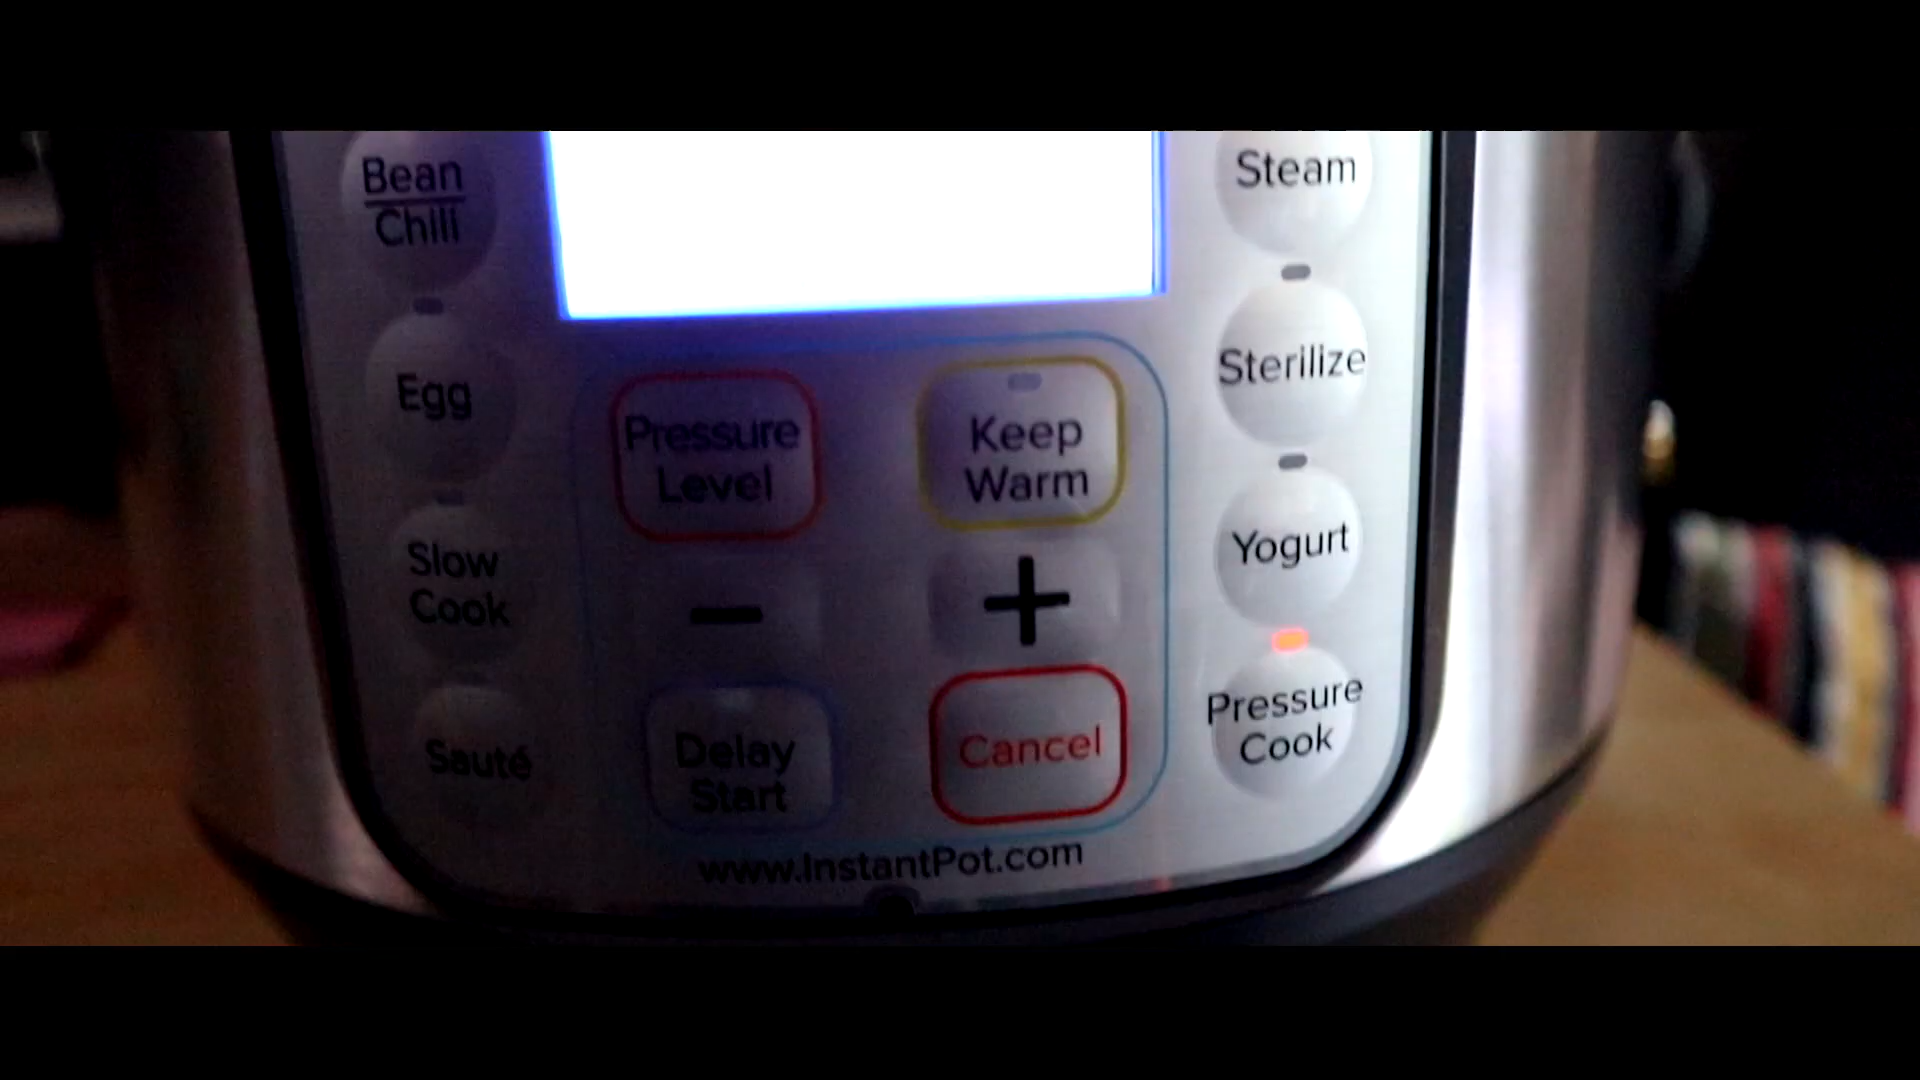 Bean
Chili
Egg
Slow
Cook
Sauté
Pressure
Level
Keep
Warm
−
+
Delay
Start
Cancel
www.InstantPot.com
Steam
Sterilize
Yogurt
Pressure
Cook